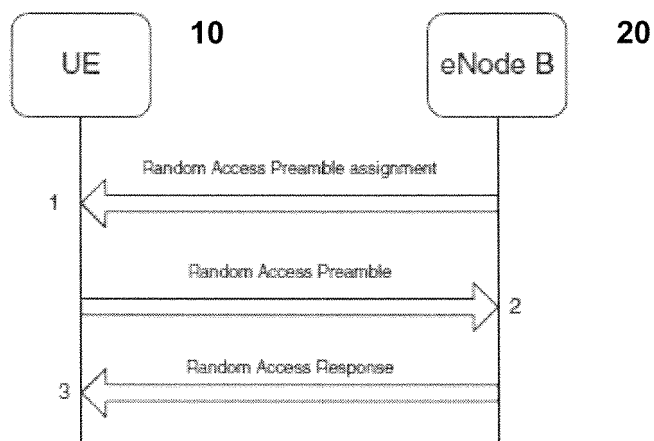 UE
10
eNode B
20
Random Access Preamble assignment
1
Random Access Preamble
2
Random Access Response
3